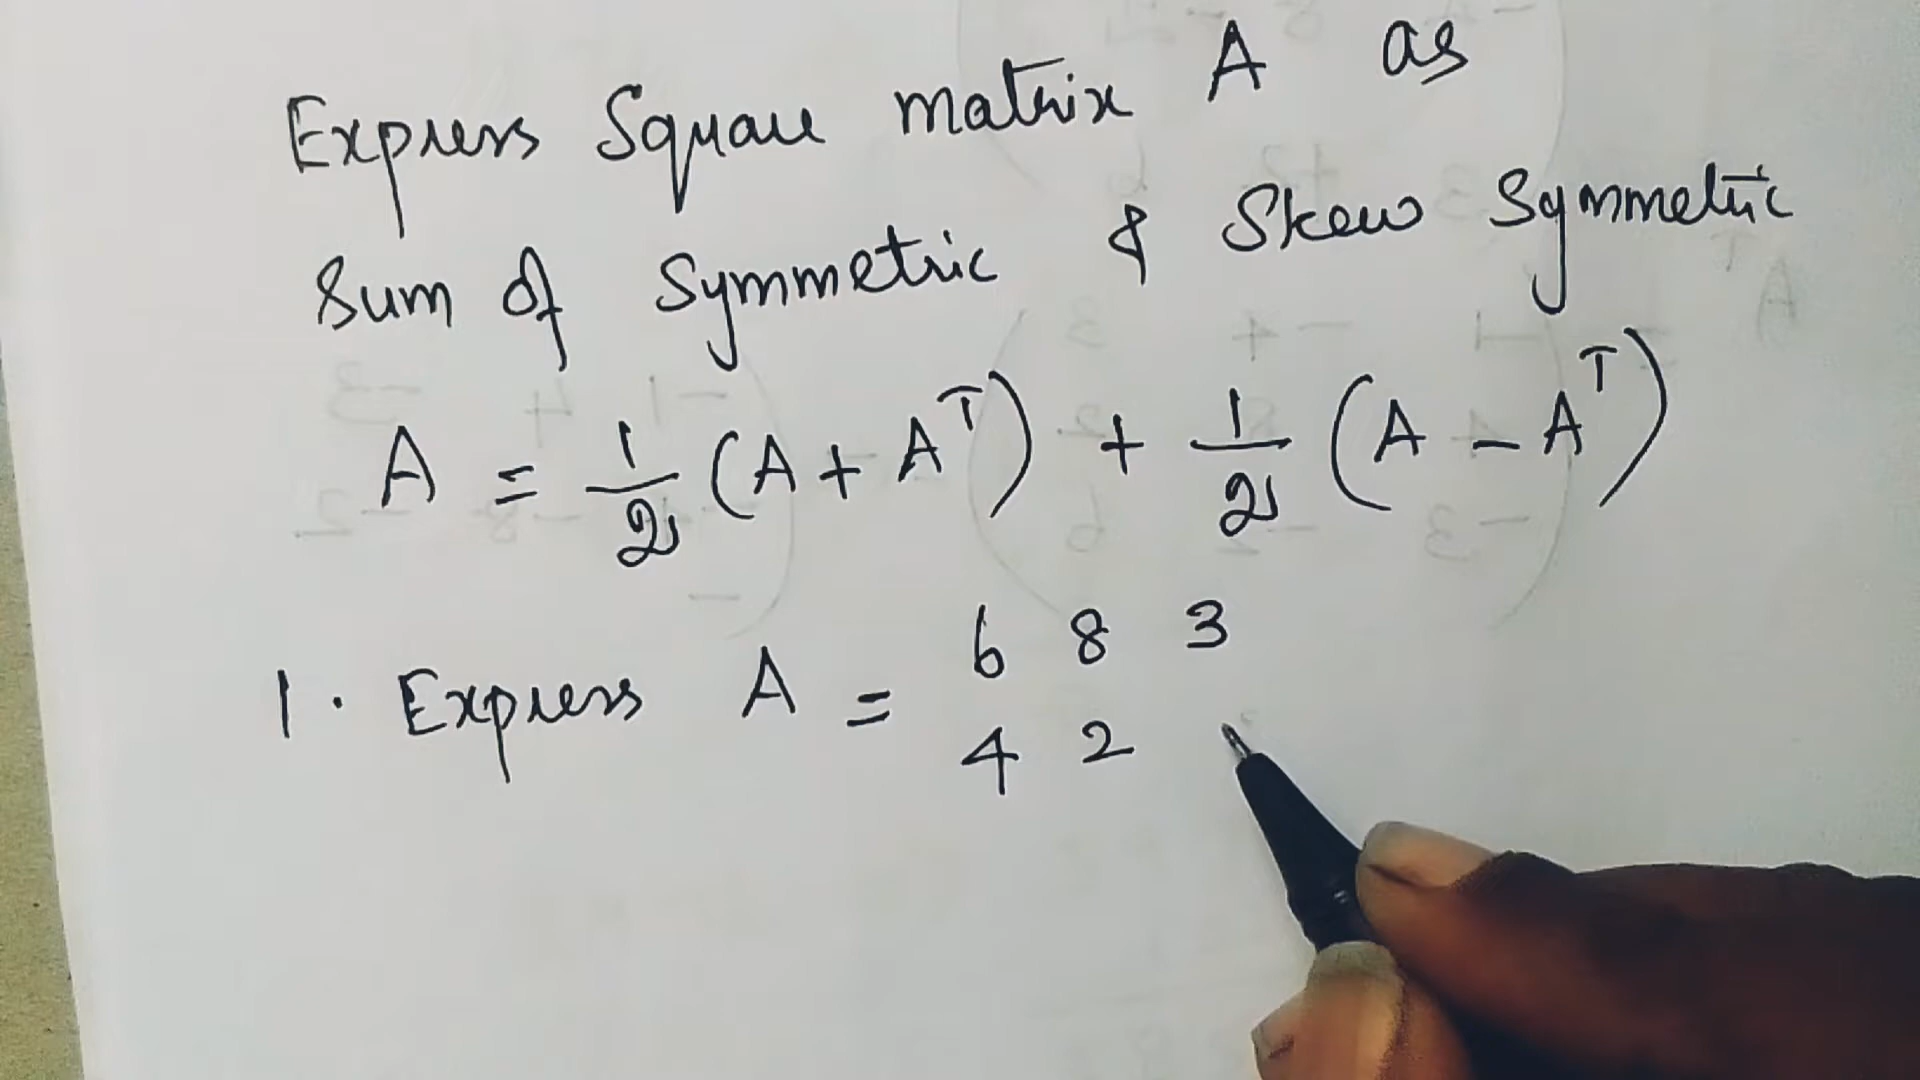 Express Square matrix A as
Sum of Symmetric & Skew Symmetric
A = 1/2 (A + A^T) + 1/2 (A - A^T)
1. Express A = 6 8 3
4 2